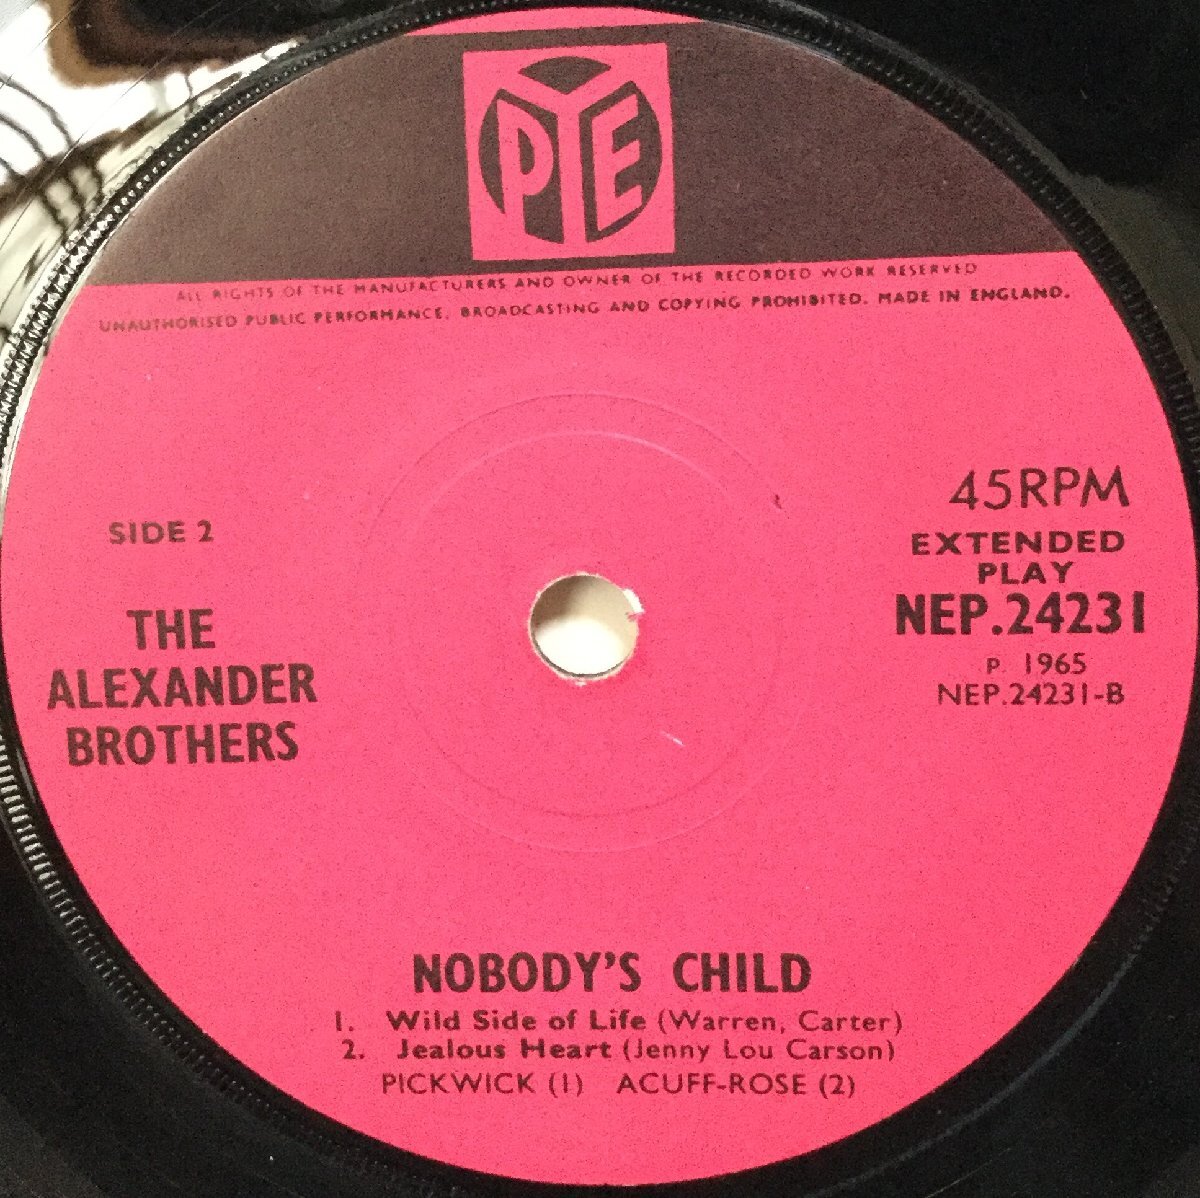 PYE
ALL RIGHTS OF THE MANUFACTURERS AND OWNER OF THE RECORDED WORK RESERVED
UNAUTHORISED PUBLIC PERFORMANCE, BROADCASTING AND COPYING PROHIBITED. MADE IN ENGLAND.
45RPM
SIDE 2
EXTENDED
PLAY
NEP.24231
P. 1965
NEP.24231-B
THE
ALEXANDER
BROTHERS
NOBODY'S CHILD
1. Wild Side of Life (Warren, Carter)
2. Jealous Heart (Jenny Lou Carson)
PICKWICK (1) ACUFF-ROSE (2)